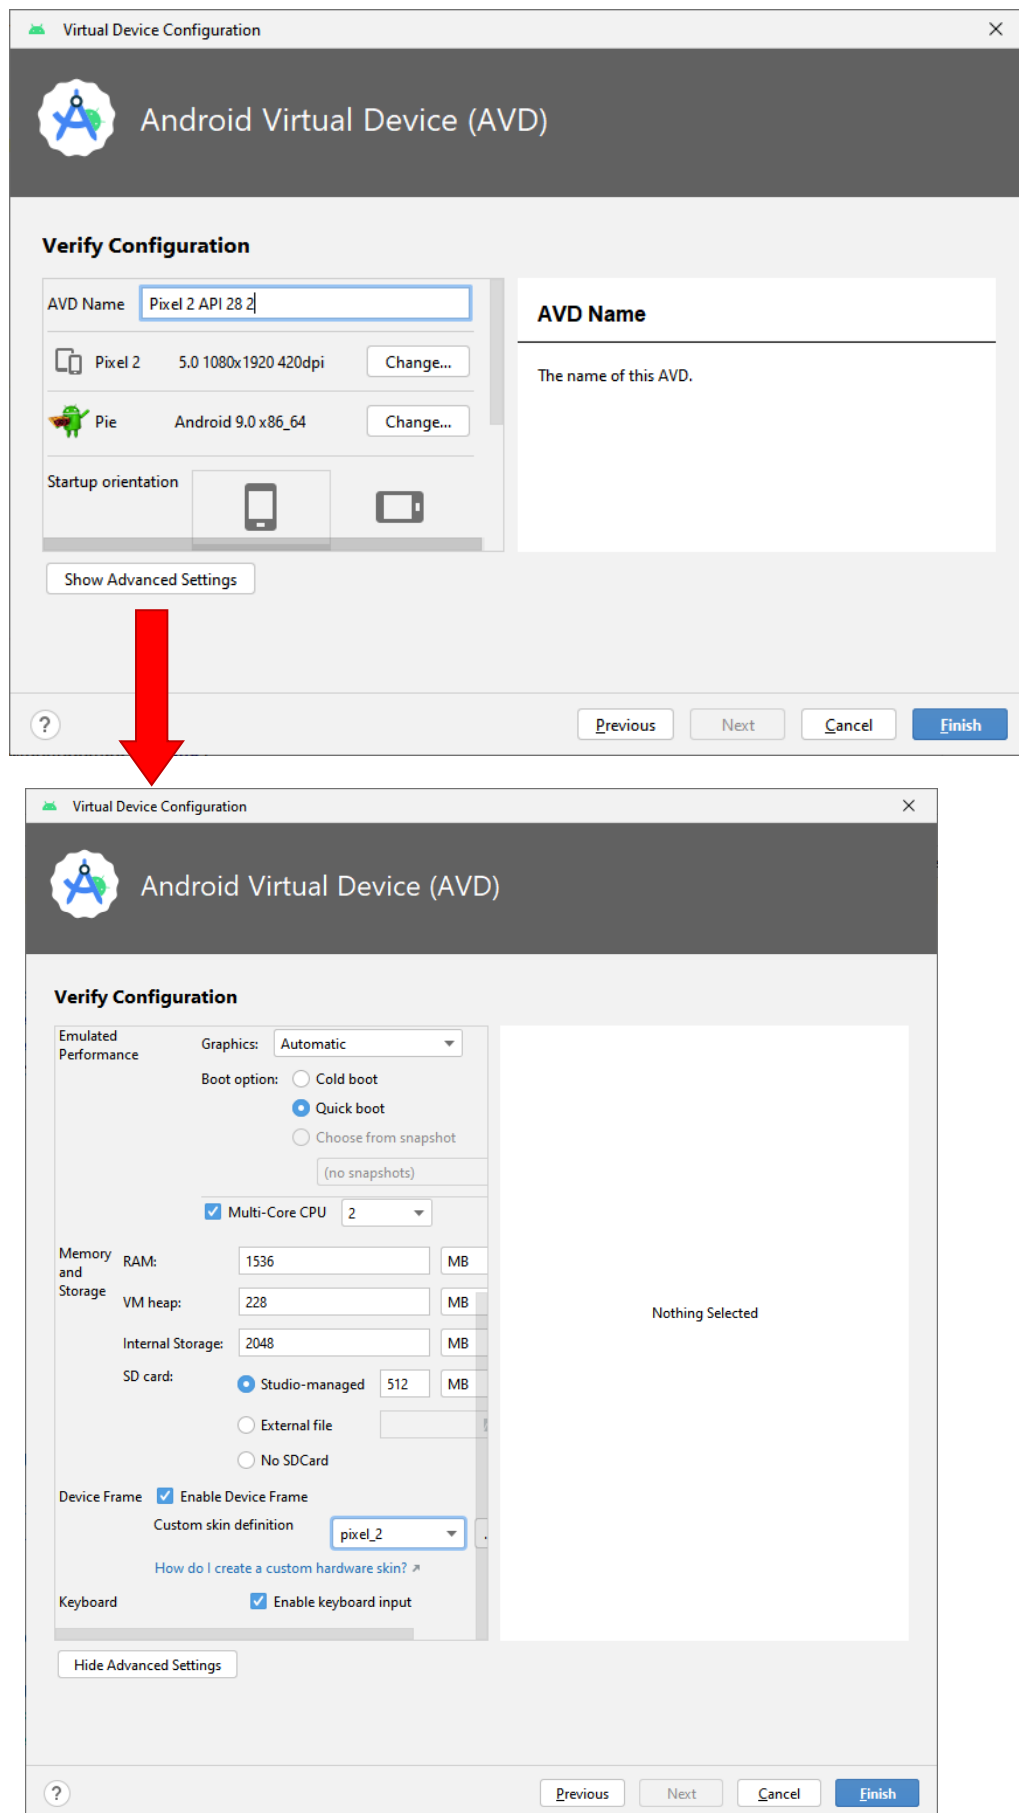 Virtual Device Configuration
Android Virtual Device (AVD)
Verify Configuration
AVD Name Pixel 2 API 28 2
Pixel 2 5.0 1080x1920 420dpi Change...
Pie Android 9.0 x86_64 Change...
Startup orientation
AVD Name
The name of this AVD.
Show Advanced Settings
? Previous Next Cancel Finish
Virtual Device Configuration
Android Virtual Device (AVD)
Verify Configuration
Emulated
Performance
Graphics: Automatic
Boot option: Cold boot
Quick boot
Choose from snapshot
(no snapshots)
Multi-Core CPU 2
Memory
and
Storage
RAM: 1536 MB
VM heap: 228 MB
Internal Storage: 2048 MB
SD card: Studio-managed 512 MB
External file
No SDCard
Device Frame Enable Device Frame
Custom skin definition pixel_2 .
How do I create a custom hardware skin? ↗
Keyboard Enable keyboard input
Nothing Selected
Hide Advanced Settings
? Previous Next Cancel Finish